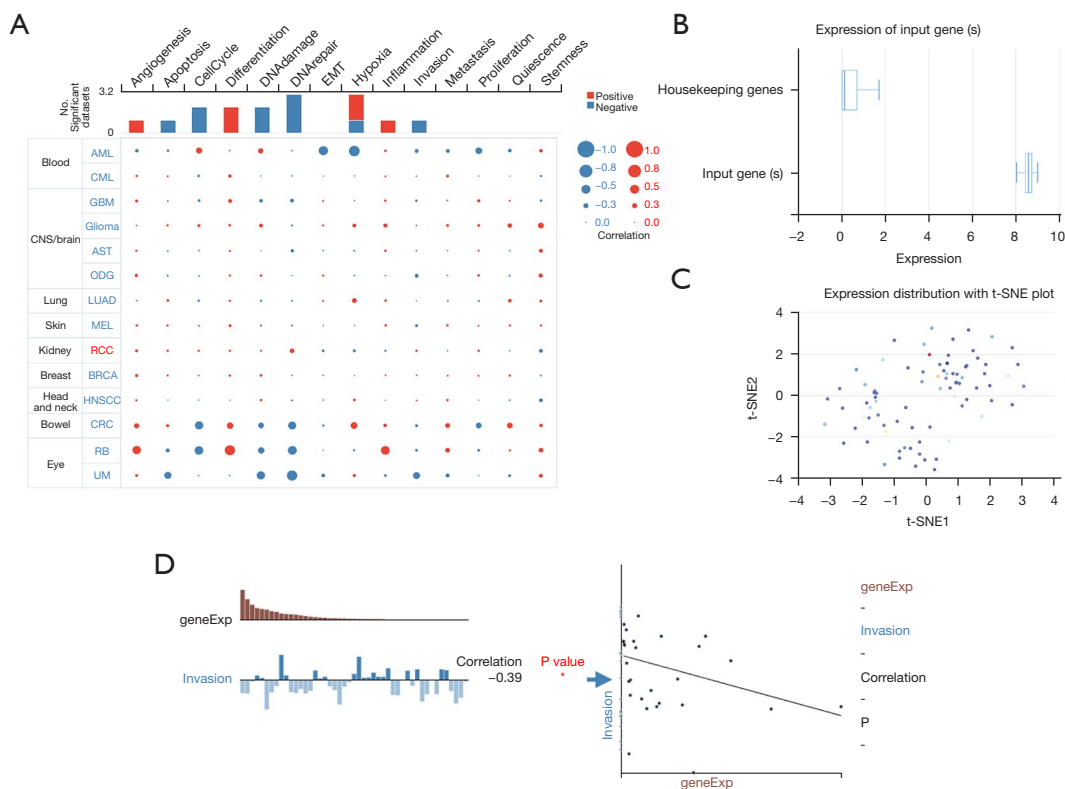 A
Angiogenesis
Apoptosis
CellCycle
Differentiation
DNAdamage
DNArepair
EMT
Hypoxia
Inflammation
Invasion
Metastasis
Proliferation
Quiescence
Stemness
3.2
No.
Significant
datasets
0
Positive
Negative
Blood
AML
CML
CNS/brain
GBM
Glioma
AST
ODG
Lung
LUAD
Skin
MEL
Kidney
RCC
Breast
BRCA
Head
and neck
HNSCC
Bowel
CRC
Eye
RB
UM
−1.0 1.0
−0.8 0.8
−0.5 0.5
−0.3 0.3
0.0 0.0
Correlation
B
Expression of input gene (s)
Housekeeping genes
Input gene (s)
−2 0 2 4 6 8 10
Expression
C
Expression distribution with t-SNE plot
4
2
0
−2
−4
t-SNE2
−4 −3 −2 −1 0 1 2 3 4
t-SNE1
D
geneExp
Invasion
Correlation
−0.39
P value
*
Invasion
geneExp
geneExp
-
Invasion
-
Correlation
-
P
-